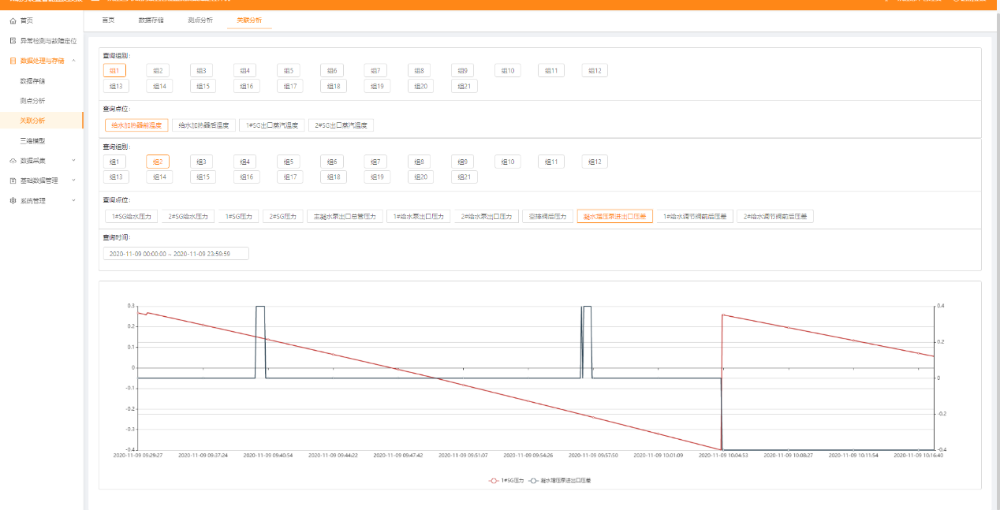 首页
异常检测与故障定位
数据处理与存储
数据存储
测点分析
关联分析
三维模型
数据采集
基础数据管理
系统管理
首页 数据存储 测点分析 关联分析
查询组别:
组1 组2 组3 组4 组5 组6 组7 组8 组9 组10 组11 组12
组13 组14 组15 组16 组17 组18 组19 组20 组21
查询点位:
给水加热器前温度 给水加热器后温度 1#SG出口蒸汽温度 2#SG出口蒸汽温度
查询组别:
组1 组2 组3 组4 组5 组6 组7 组8 组9 组10 组11 组12
组13 组14 组15 组16 组17 组18 组19 组20 组21
查询点位:
1#SG给水压力 2#SG给水压力 1#SG压力 2#SG压力 主凝水泵出口总管压力 1#给水泵出口压力 2#给水泵出口压力 空排阀后压力 凝水增压泵进出口压差 1#给水调节阀前后压差 2#给水调节阀前后压差
查询时间:
2020-11-09 00:00:00 ~ 2020-11-09 23:59:59
0.3 0.4
0.2
0.2
0.1
0
0
-0.1
-0.2
-0.2
-0.3
-0.4 -0.4
2020-11-09 09:29:27 2020-11-09 09:37:24 2020-11-09 09:40:54 2020-11-09 09:44:22 2020-11-09 09:47:42 2020-11-09 09:51:07 2020-11-09 09:54:26 2020-11-09 09:57:50 2020-11-09 10:01:09 2020-11-09 10:04:53 2020-11-09 10:08:27 2020-11-09 10:11:54 2020-11-09 10:16:40
1#SG压力 凝水增压泵进出口压差